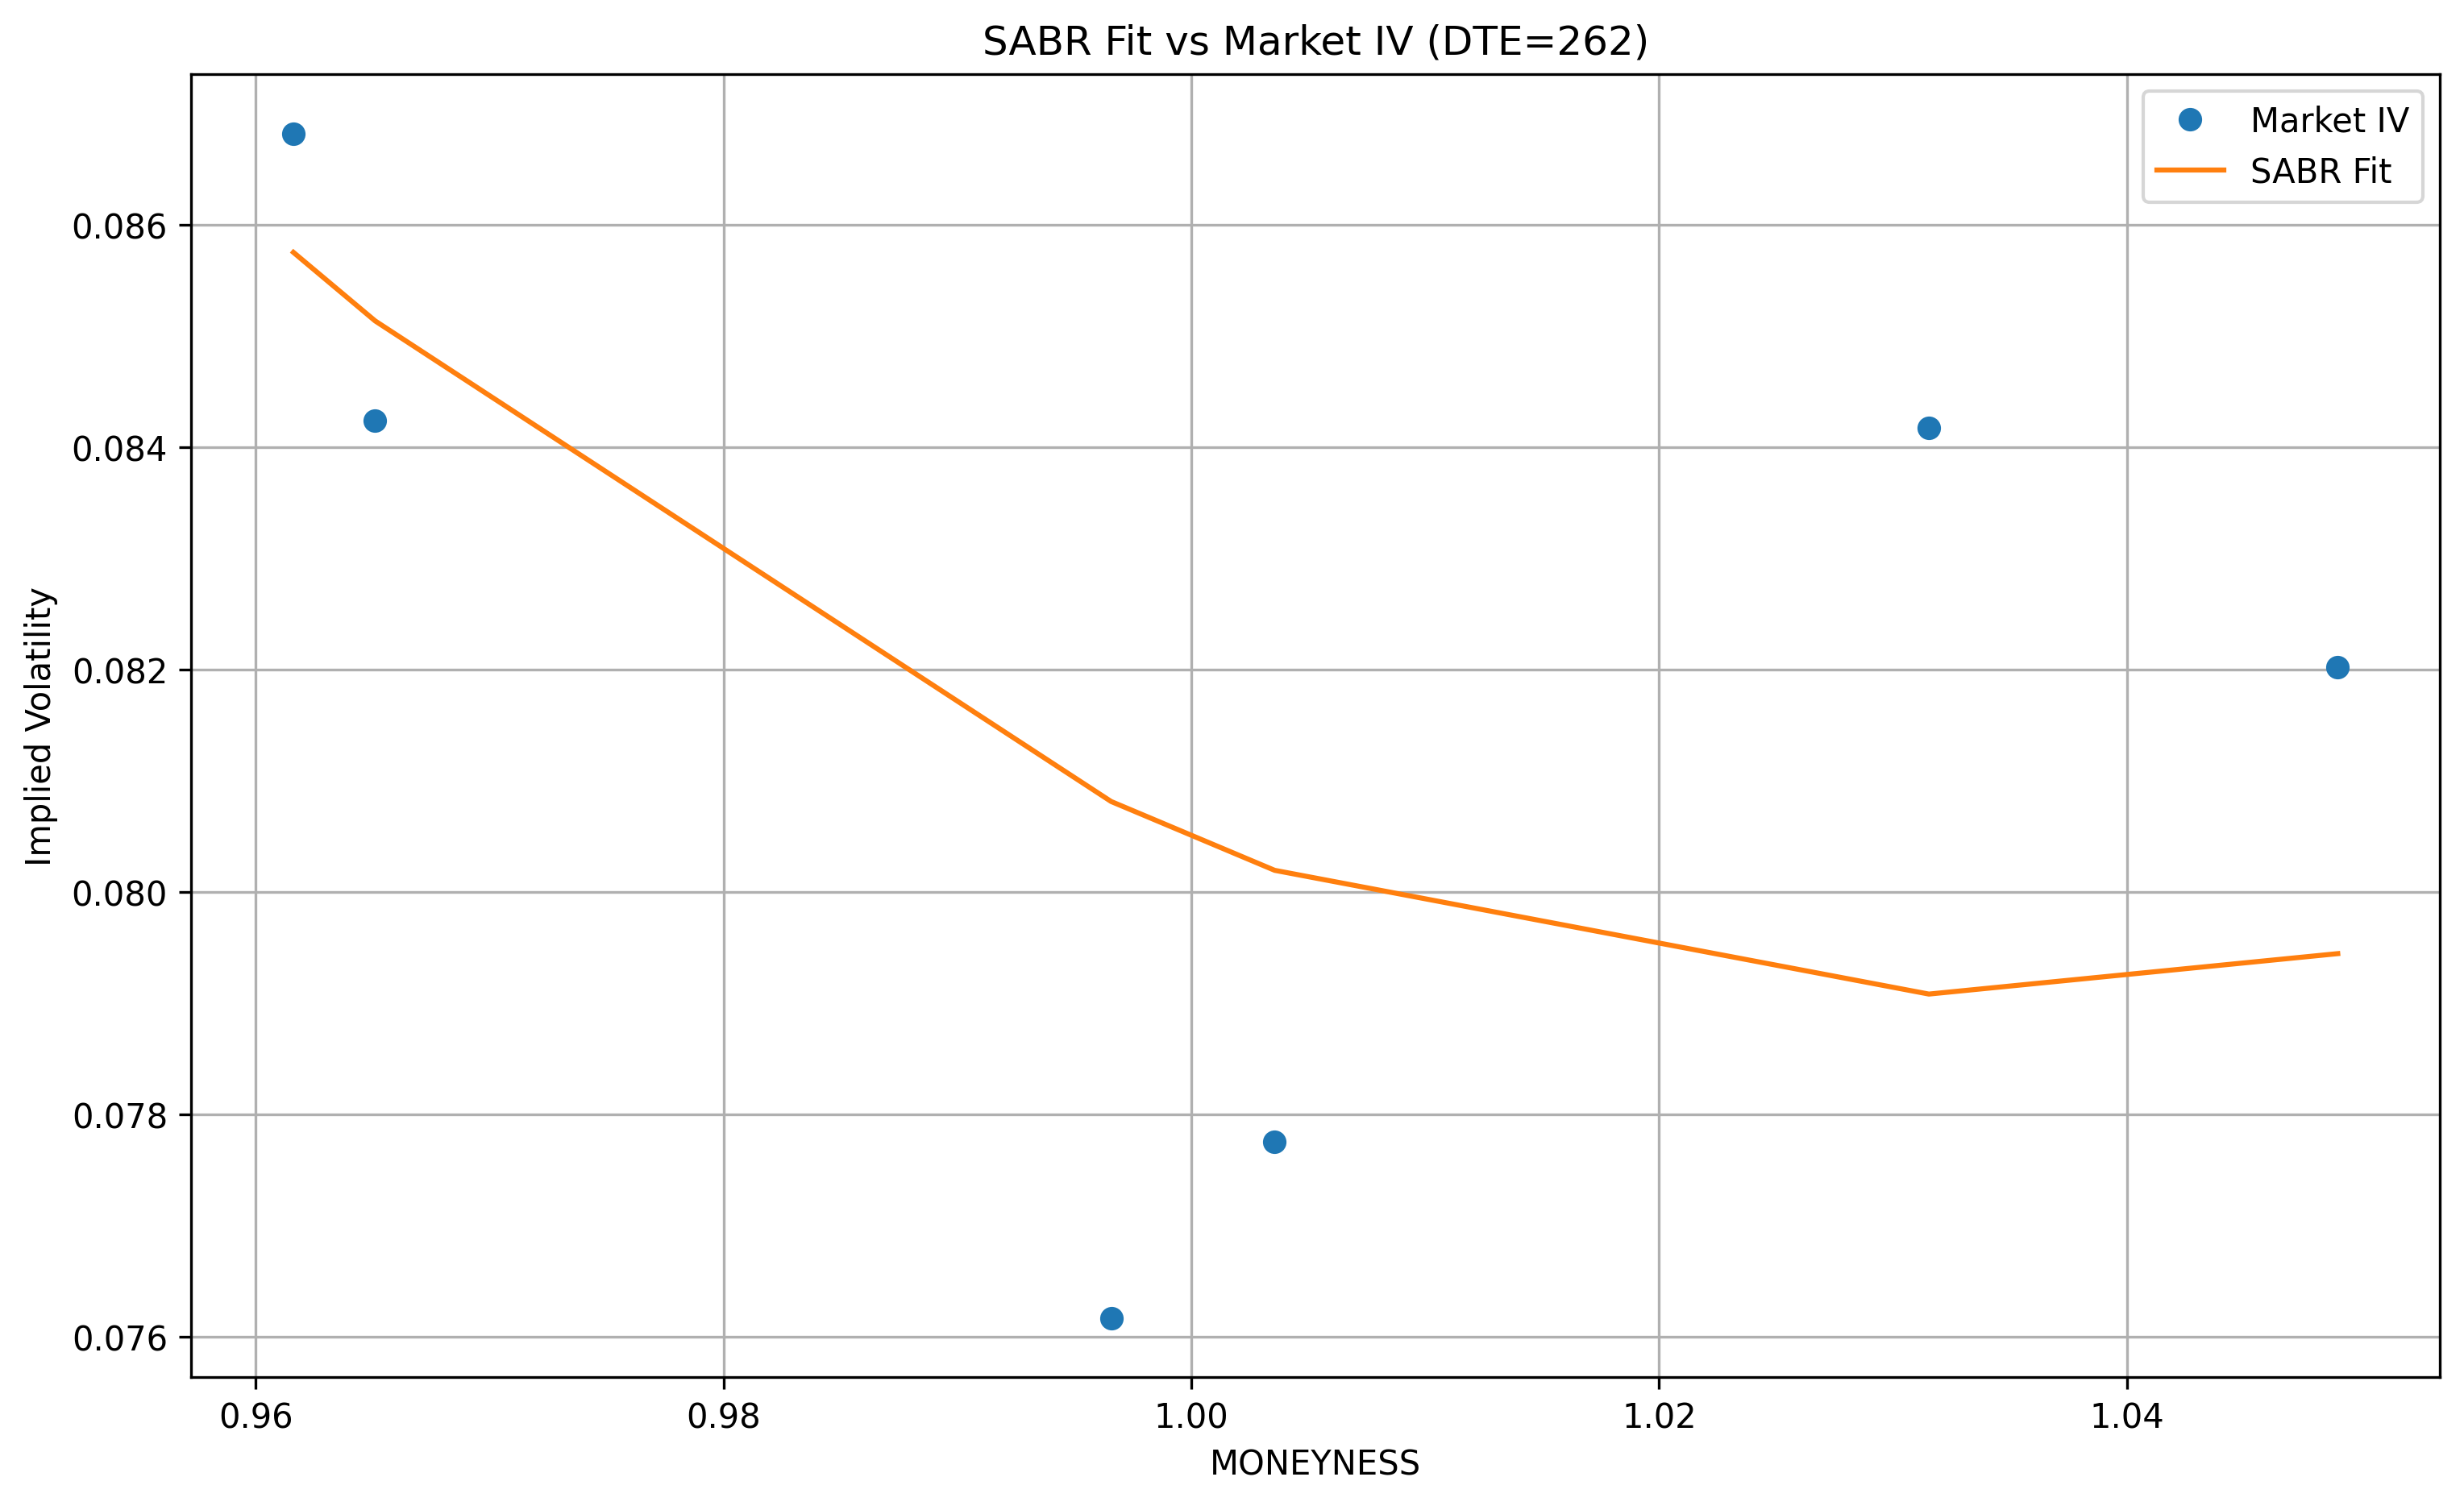 SABR Fit vs Market IV (DTE=262)
Market IV
SABR Fit
Implied Volatility
0.086
0.084
0.082
0.080
0.078
0.076
0.96
0.98
1.00
1.02
1.04
MONEYNESS